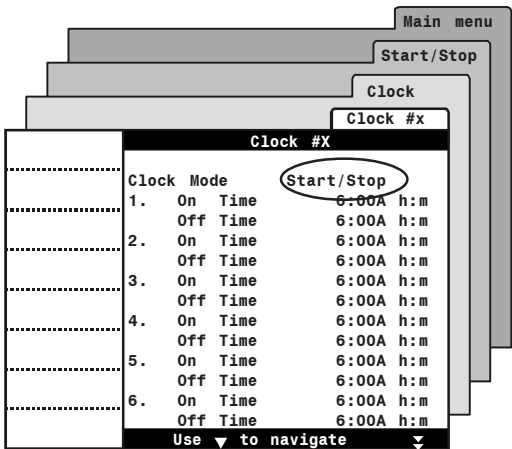 Main menu
Start/Stop
Clock
Clock #x
Clock #X
Clock Mode Start/Stop
1. On Time 6:00A h:m
Off Time 6:00A h:m
2. On Time 6:00A h:m
Off Time 6:00A h:m
3. On Time 6:00A h:m
Off Time 6:00A h:m
4. On Time 6:00A h:m
Off Time 6:00A h:m
5. On Time 6:00A h:m
Off Time 6:00A h:m
6. On Time 6:00A h:m
Off Time 6:00A h:m
Use ▼ to navigate